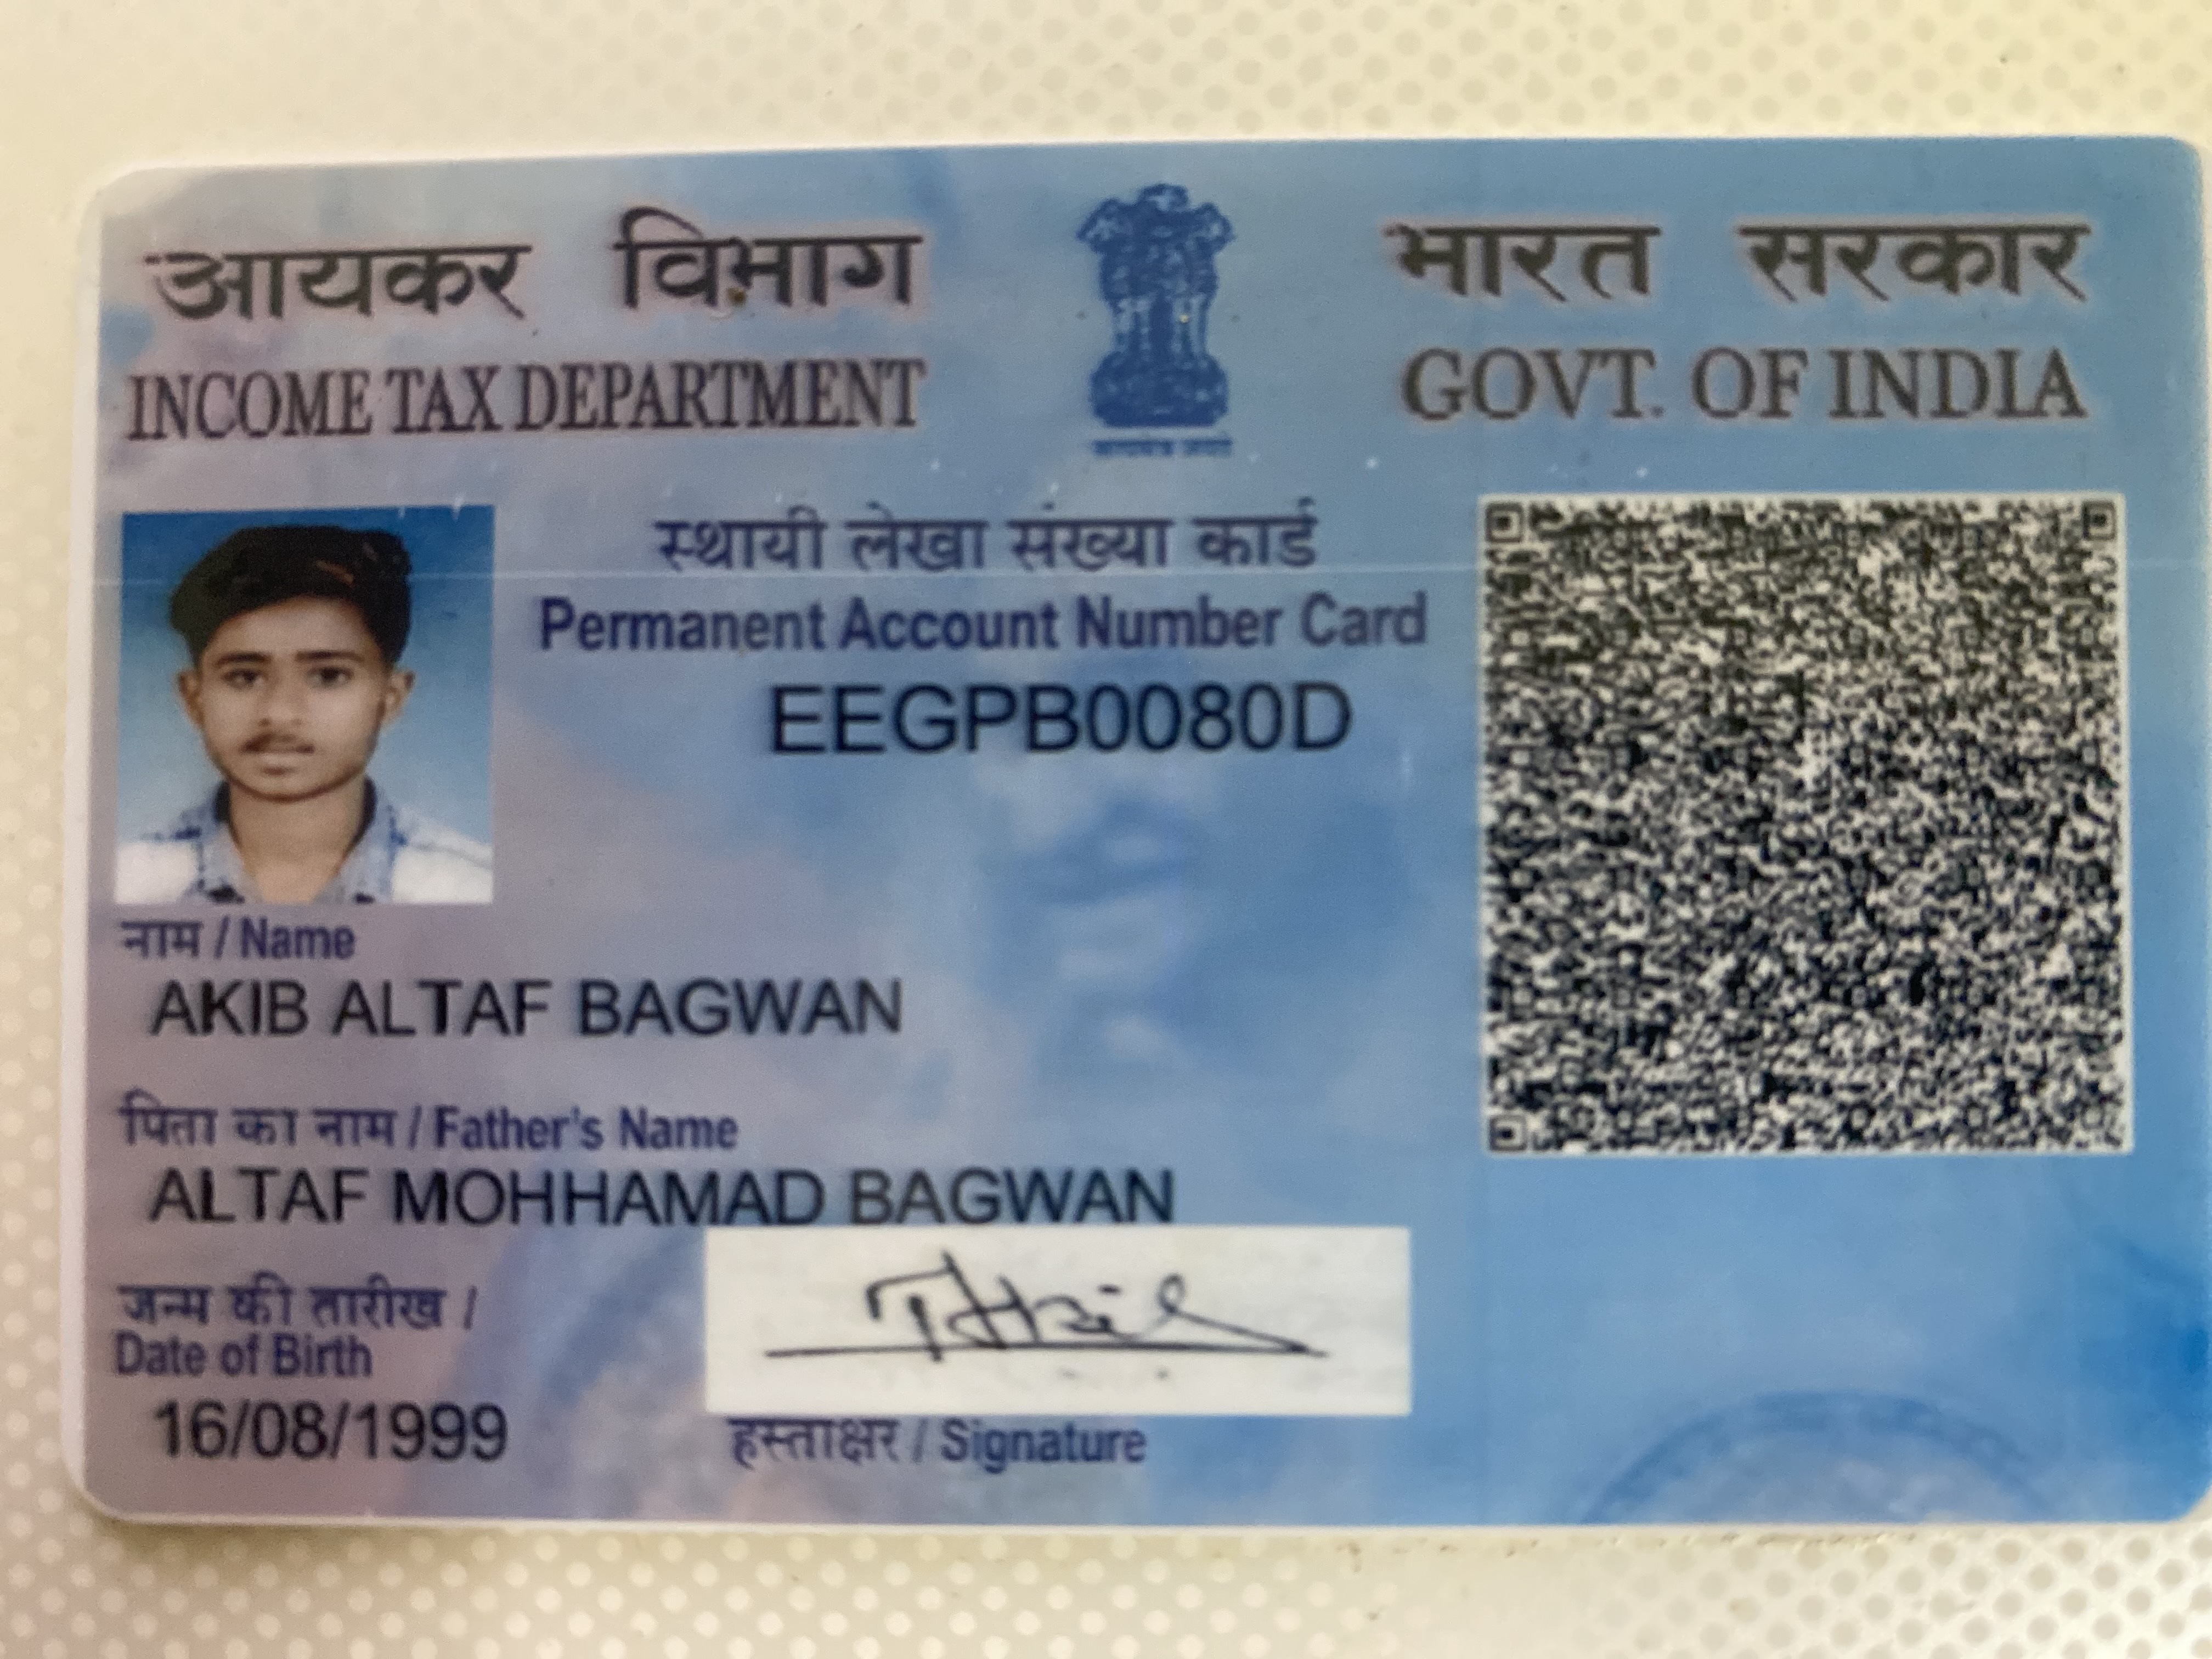 आयकर विभाग
INCOME TAX DEPARTMENT
भारत सरकार
GOVT. OF INDIA
सत्यमेव जयते
स्थायी लेखा संख्या कार्ड
Permanent Account Number Card
EEGPB0080D
नाम / Name
AKIB ALTAF BAGWAN
पिता का नाम / Father's Name
ALTAF MOHHAMAD BAGWAN
जन्म की तारीख /
Date of Birth
16/08/1999
हस्ताक्षर / Signature